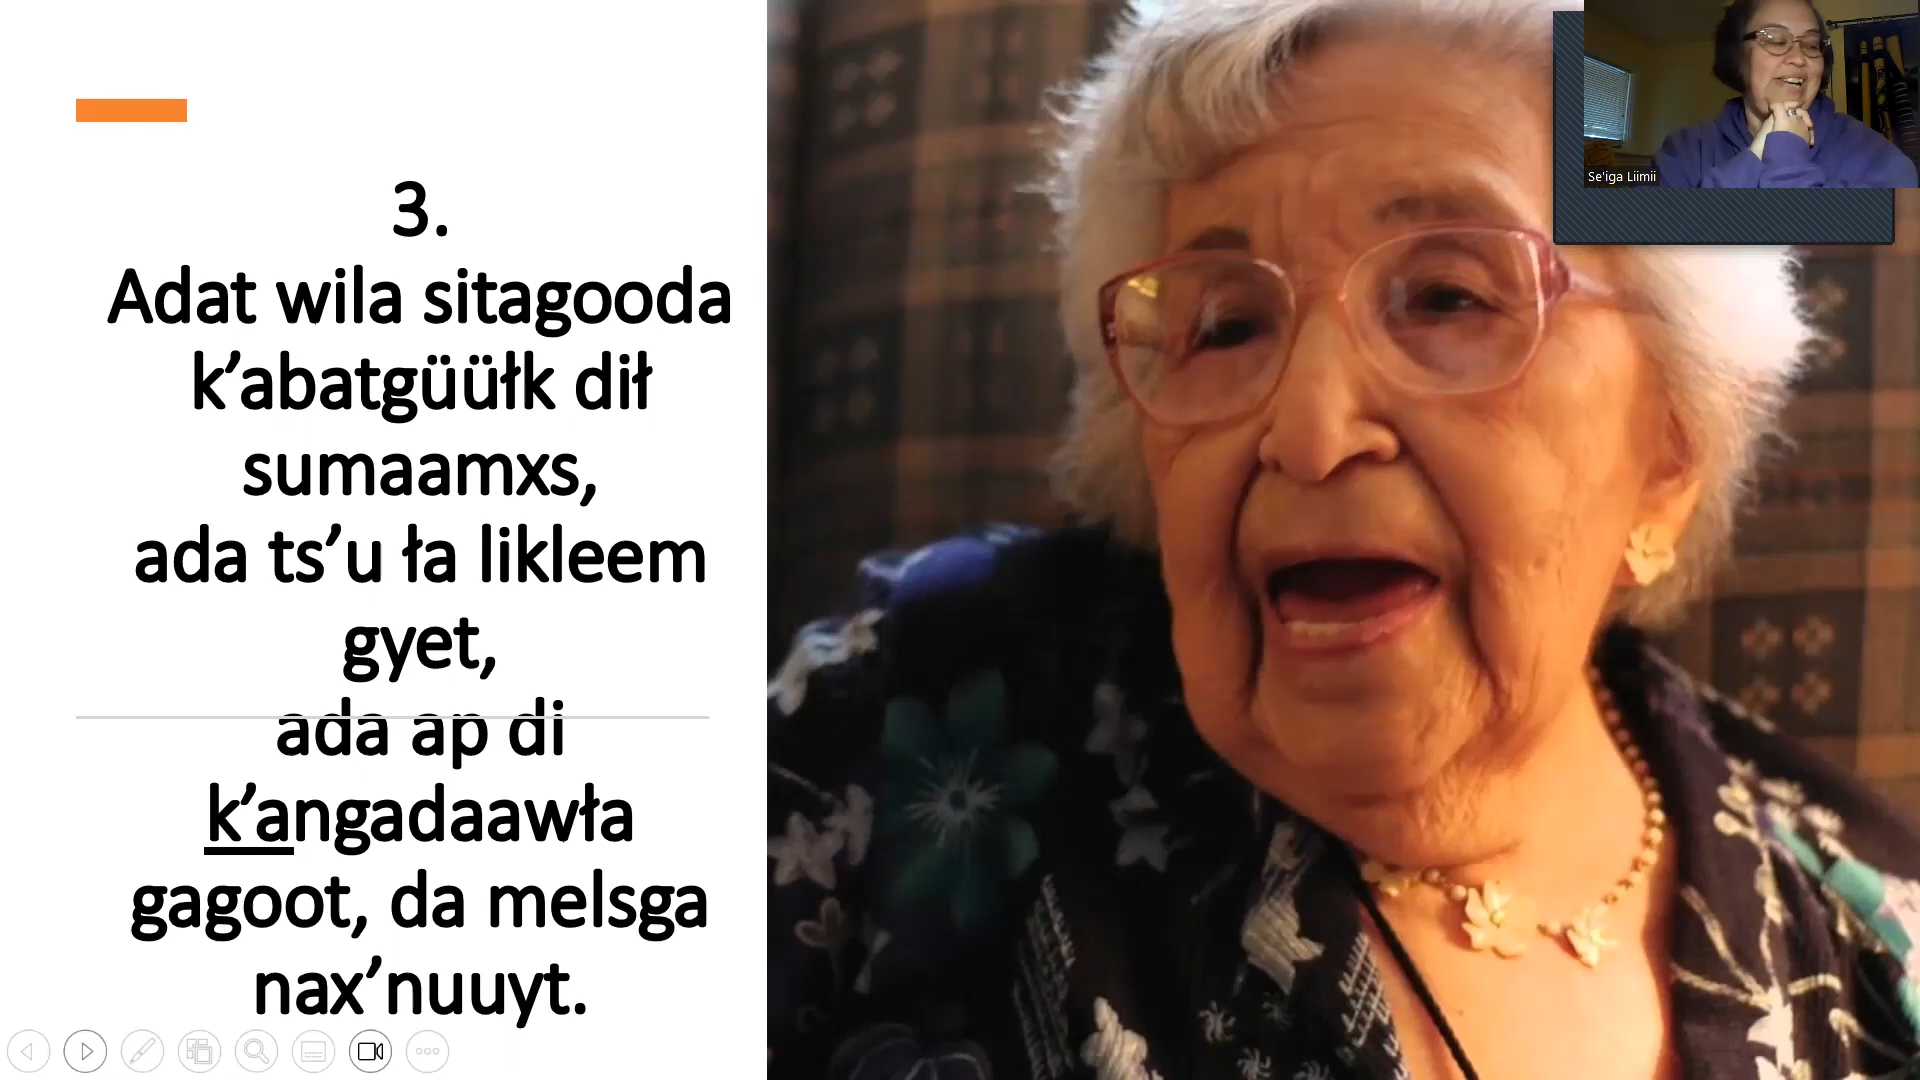 3.
Adat wila sitagooda
k’abatgüüłk dił
sumaamxs,
ada ts’u ła likleem
gyet,
ada ap di
k’angadaawła
gagoot, da melsga
nax’nuuyt.
Se'iga Liimii